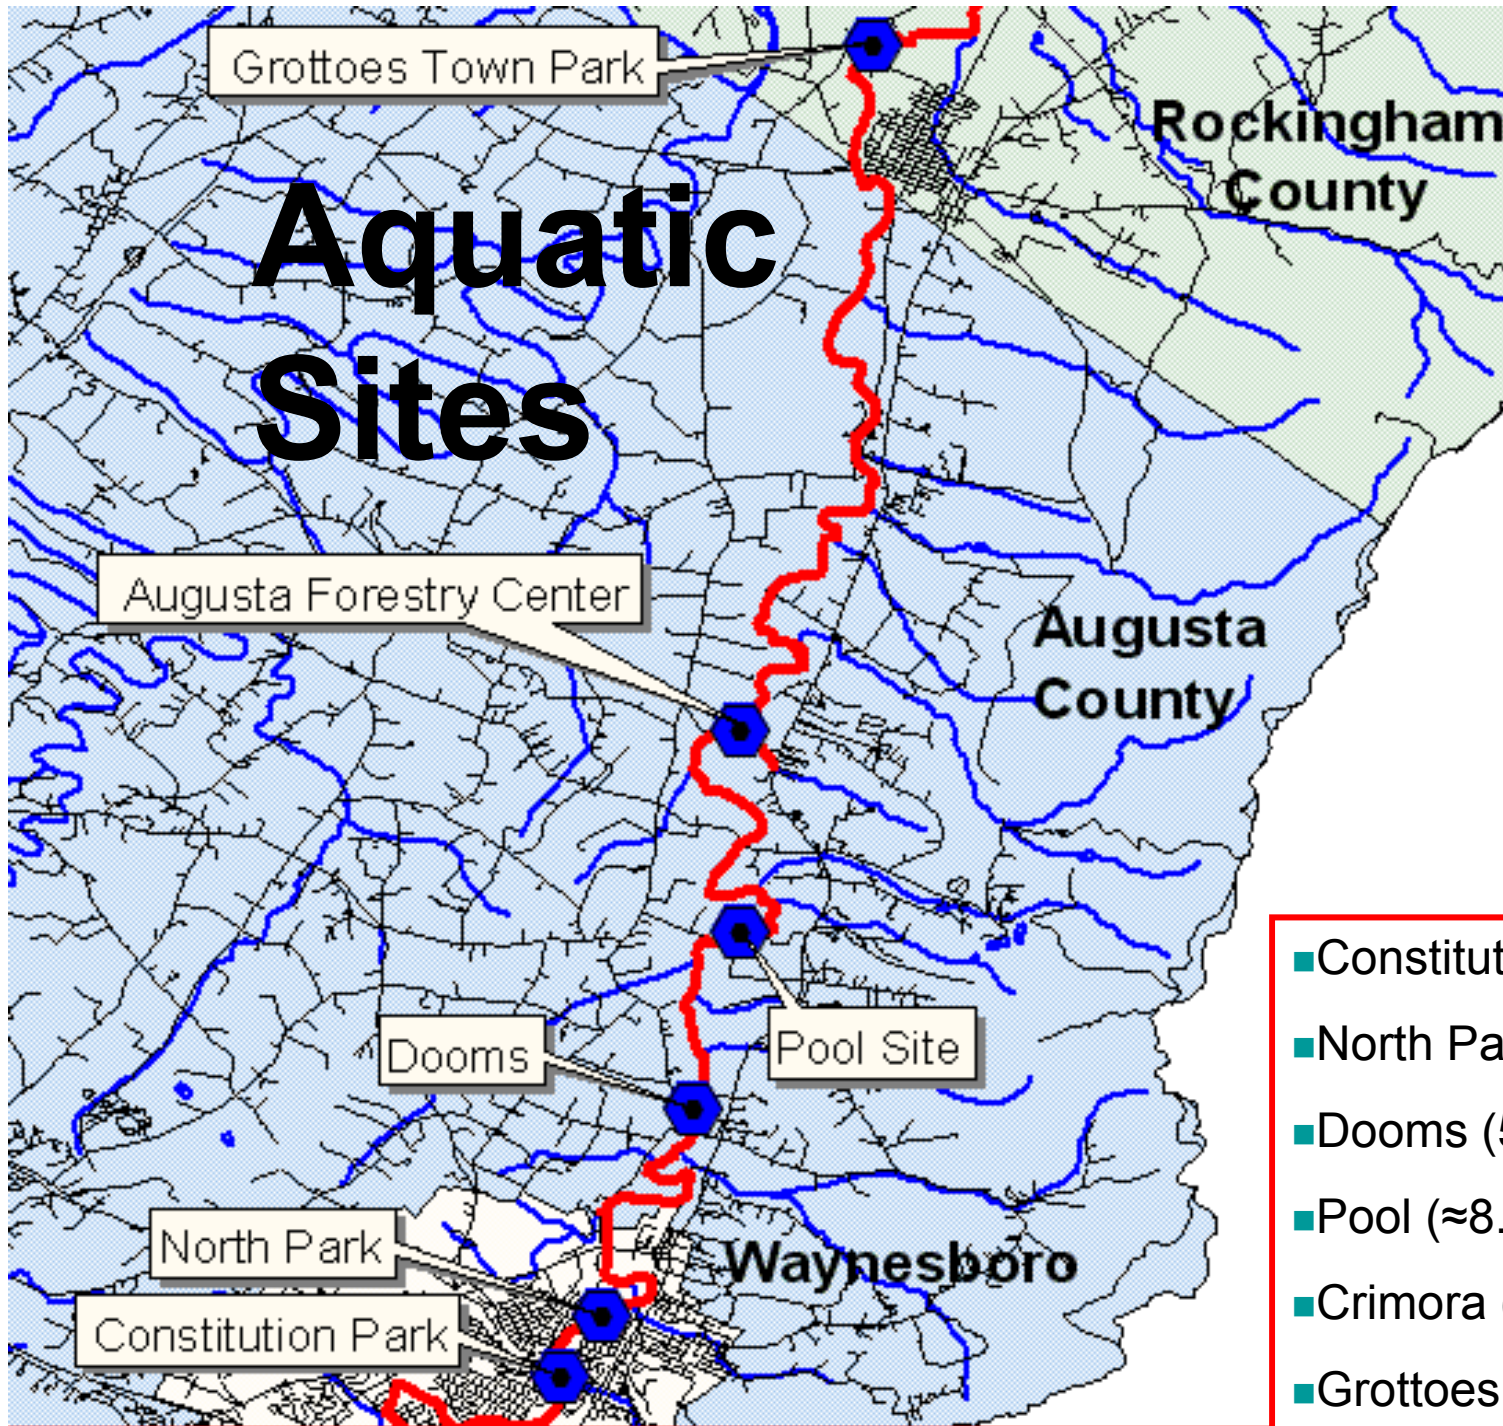 Grottoes Town Park
Rockingham
County
Aquatic
Sites
Augusta Forestry Center
Augusta
County
Dooms
Pool Site
North Park
Constitution Park
Waynesboro
▪Constitut
▪North Pa
▪Dooms (
▪Pool (≈8.
▪Crimora
▪Grottoes